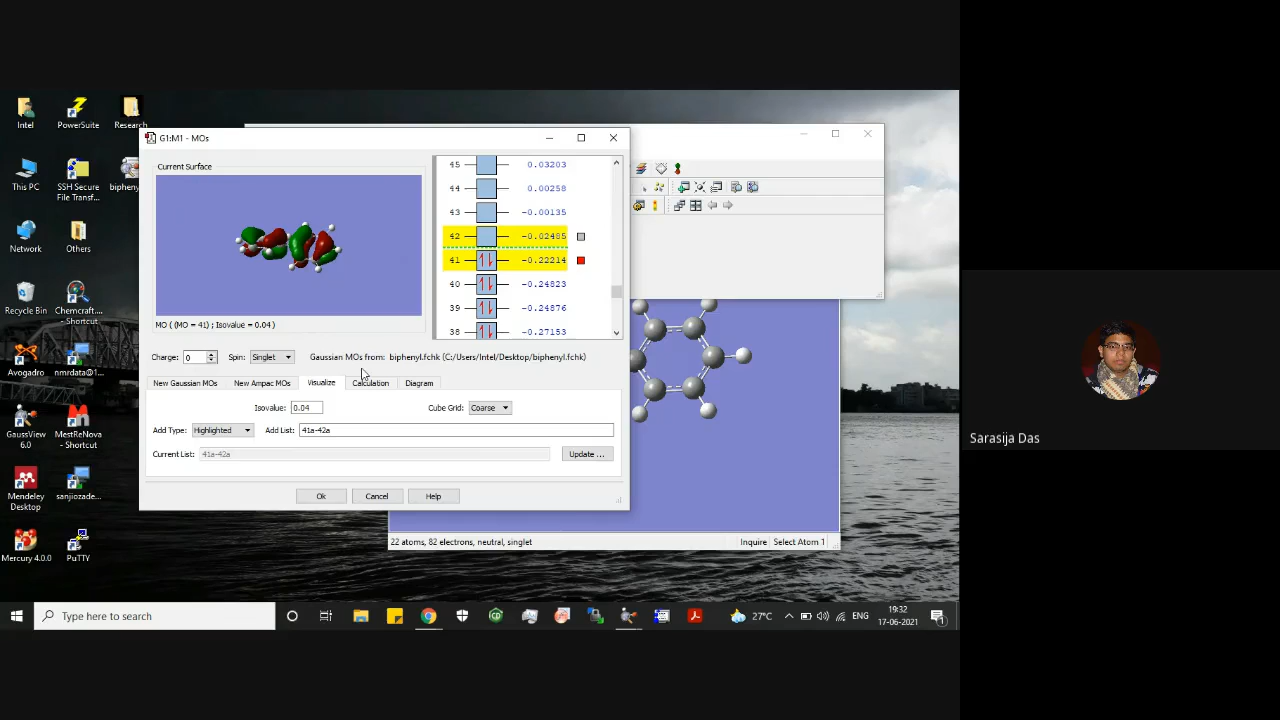 Intel
PowerSuite
Research
This PC
SSH Secure
File Transf...
bipheny
Network
Others
Recycle Bin
Chemcraft...
- Shortcut
Avogadro
nmrdata@1...
GaussView
6.0
MestReNova
- Shortcut
Mendeley
Desktop
sanjiozade...
Mercury 4.0.0
PuTTY
G1:M1 - MOs
Current Surface
45 0.03203
44 0.00258
43 -0.00135
42 -0.02485
41 -0.22214
40 -0.24823
39 -0.24876
38 -0.27153
MO ( (MO = 41) ; Isovalue = 0.04 )
Charge: 0 Spin: Singlet Gaussian MOs from: biphenyl.fchk (C:/Users/Intel/Desktop/biphenyl.fchk)
New Gaussian MOs New Ampac MOs Visualize Calculation Diagram
Isovalue: 0.04 Cube Grid: Coarse
Add Type: Highlighted Add List: 41a-42a
Current List: 41a-42a Update ...
Ok Cancel Help
22 atoms, 82 electrons, neutral, singlet Inquire Select Atom 1
Type here to search
27°C ENG
19:32
17-06-2021
1
Sarasija Das